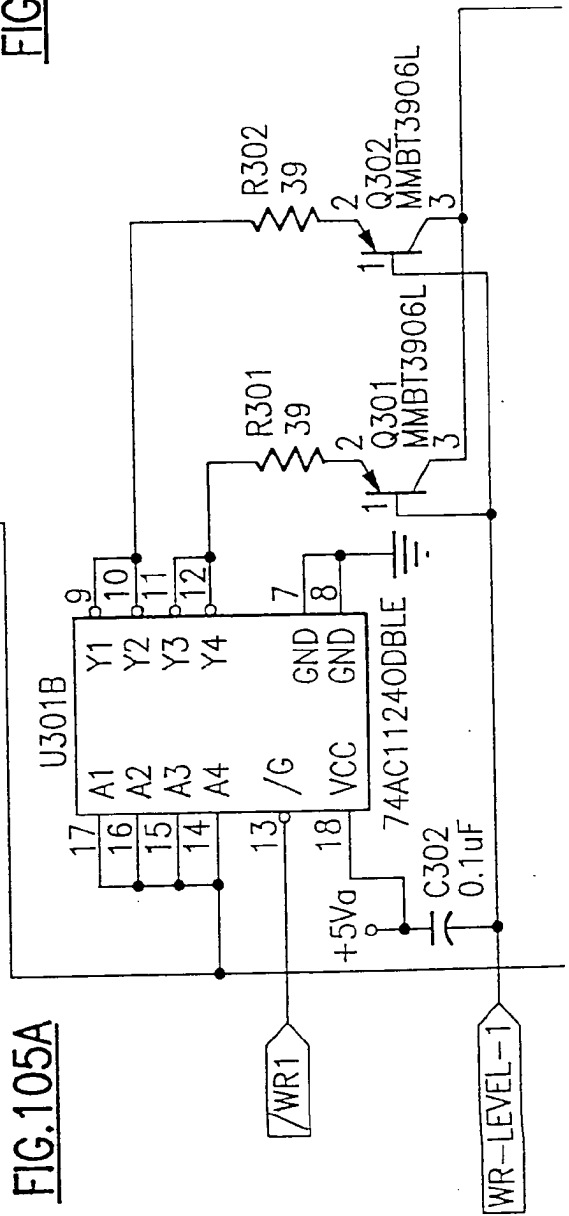 FIG.105A
FIG
U301B
17 A1 Y1 9
16 A2 Y2 10
15 A3 Y3 11
14 A4 Y4 12
13 /G
18 VCC
GND 7
GND 8
74AC11240DBLE
+5Va
C302
0.1uF
/WR1
WR-LEVEL-1
R301
39
R302
39
1
2
3
Q301
MMBT3906L
1
2
3
Q302
MMBT3906L